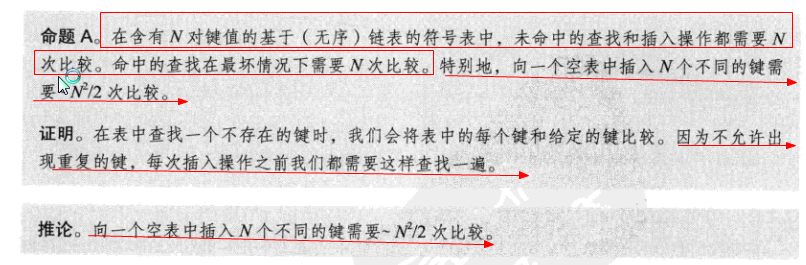 命题 A。在含有 N 对键值的基于（无序）链表的符号表中，未命中的查找和插入操作都需要 N
次比较。命中的查找在最坏情况下需要 N 次比较。特别地，向一个空表中插入 N 个不同的键需
要~N²/2 次比较。
证明。在表中查找一个不存在的键时，我们会将表中的每个键和给定的键比较。因为不允许出
现重复的键，每次插入操作之前我们都需要这样查找一遍。
推论。向一个空表中插入 N 个不同的键需要~ N²/2 次比较。